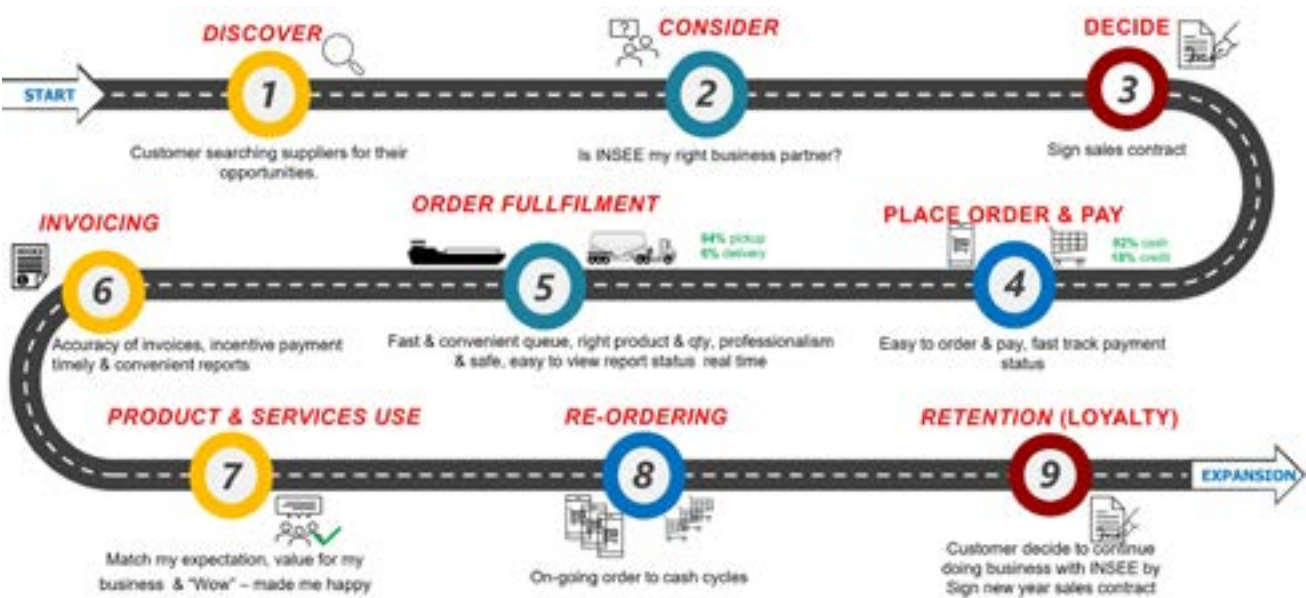 DISCOVER
CONSIDER
DECIDE
START
1
2
3
Customer searching suppliers for their
opportunities.
Is INSEE my right business partner?
Sign sales contract
INVOICING
ORDER FULLFILMENT
PLACE ORDER & PAY
94% pickup
6% delivery
82% cash
18% credit
6
5
4
Accuracy of invoices, incentive payment
timely & convenient reports
Fast & convenient queue, right product & qty, professionalism
& safe, easy to view report status real time
Easy to order & pay, fast track payment
status
PRODUCT & SERVICES USE
RE-ORDERING
RETENTION (LOYALTY)
7
8
9
EXPANSION
Match my expectation, value for my
business & "Wow" – made me happy
On-going order to cash cycles
Customer decide to continue
doing business with INSEE by
Sign new year sales contract